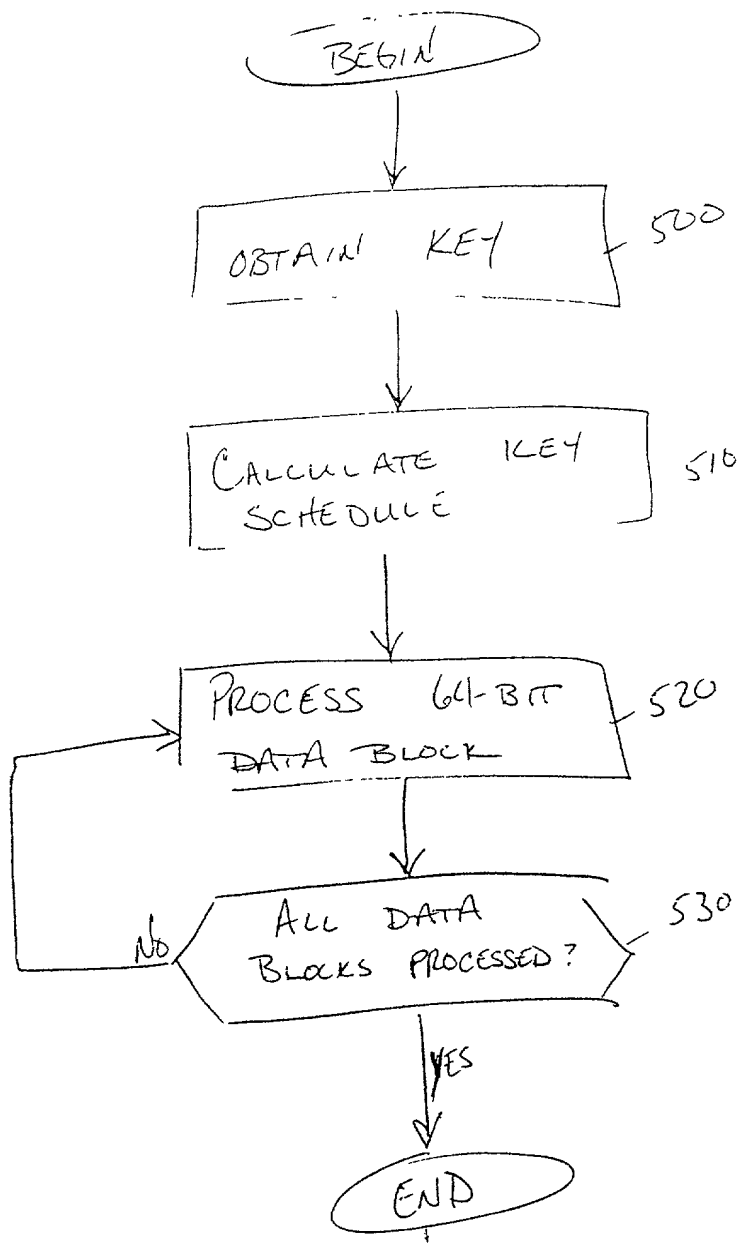 BEGIN
OBTAIN KEY
500
CALCULATE KEY
SCHEDULE
510
PROCESS 64-BIT
DATA BLOCK
520
ALL DATA
BLOCKS PROCESSED?
530
No
YES
END